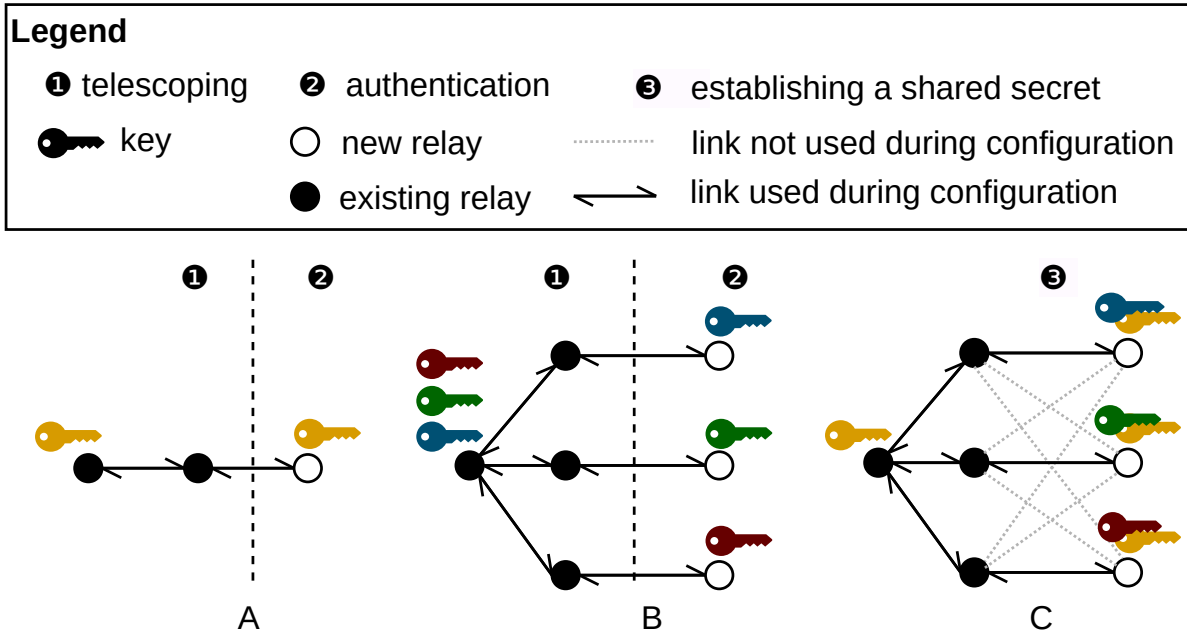 Legend
❶ telescoping ❷ authentication ❸ establishing a shared secret
key new relay link not used during configuration
existing relay link used during configuration
❶ ❷ ❶ ❷ ❸
A B C